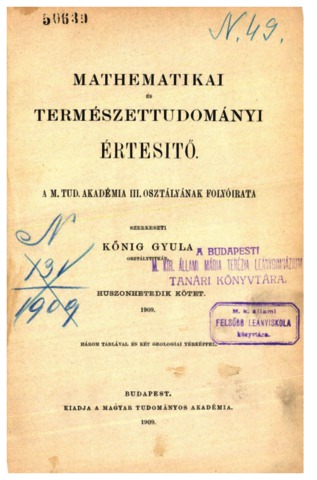 50639
N. 49.
MATHEMATIKAI
ÉS
TERMÉSZETTUDOMÁNYI
ÉRTESITŐ.
A M. TUD. AKADÉMIA III. OSZTÁLYÁNAK FOLYÓIRATA
SZERKESZTI
KŐNIG GYULA
OSZTÁLYTITKÁR.
A BUDAPESTI
M. KIR. ÁLLAMI MÁRIA TERÉZIA LEÁNYGIMNÁZIUM
TANÁRI KÖNYVTÁRA.
N
131
1909
HUSZONHETEDIK KÖTET.
1909.
M. k. állami
FELSŐBB LEÁNYISKOLA
könyvtára.
HÁROM TÁBLÁVAL ÉS KÉT GEOLOGIAI TÉRKÉPPEL.
BUDAPEST.
KIADJA A MAGYAR TUDOMÁNYOS AKADÉMIA.
1909.